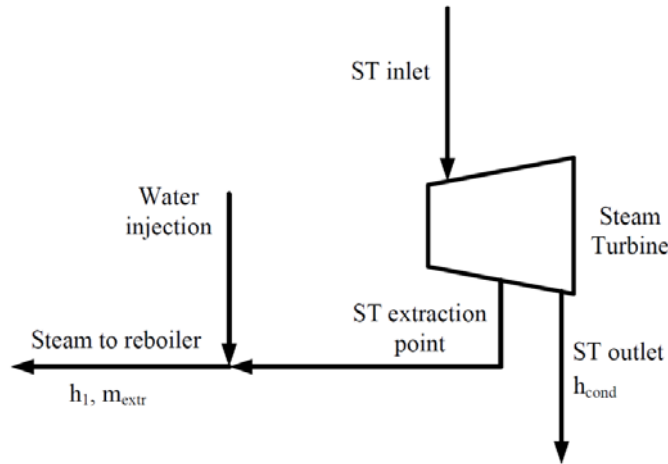 ST inlet
Water
injection
Steam
Turbine
ST extraction
point
Steam to reboiler
h1, mextr
ST outlet
hcond